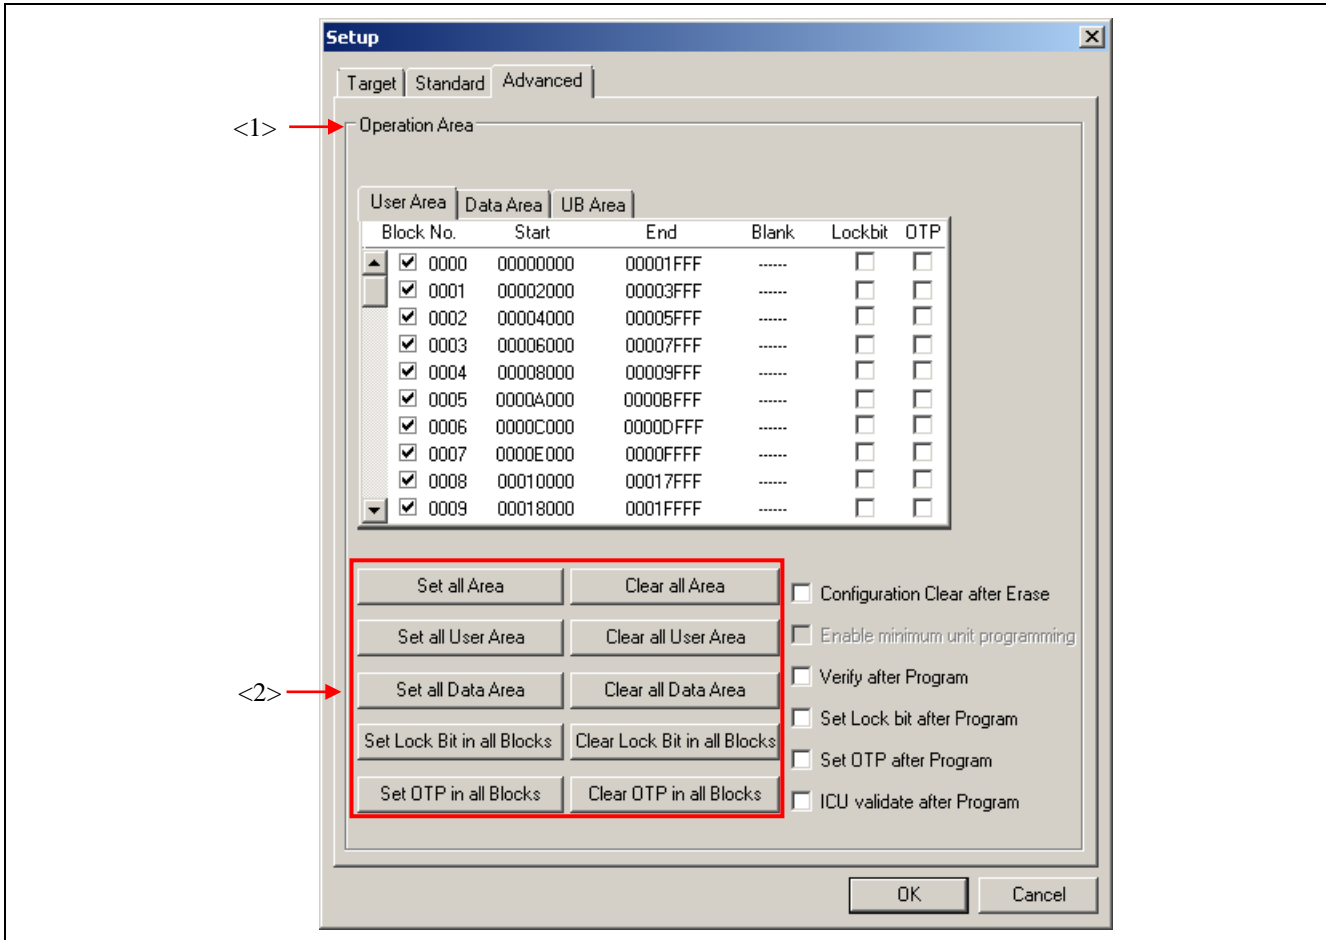 Setup
Target Standard Advanced
<1>
Operation Area
User Area Data Area UB Area
Block No. Start End Blank Lockbit OTP
0000 00000000 00001FFF ------
0001 00002000 00003FFF ------
0002 00004000 00005FFF ------
0003 00006000 00007FFF ------
0004 00008000 00009FFF ------
0005 0000A000 0000BFFF ------
0006 0000C000 0000DFFF ------
0007 0000E000 0000FFFF ------
0008 00010000 00017FFF ------
0009 00018000 0001FFFF ------
Set all Area Clear all Area Configuration Clear after Erase
Set all User Area Clear all User Area Enable minimum unit programming
<2> Set all Data Area Clear all Data Area Verify after Program
Set Lock Bit in all Blocks Clear Lock Bit in all Blocks Set Lock bit after Program
Set OTP after Program
Set OTP in all Blocks Clear OTP in all Blocks ICU validate after Program
OK Cancel